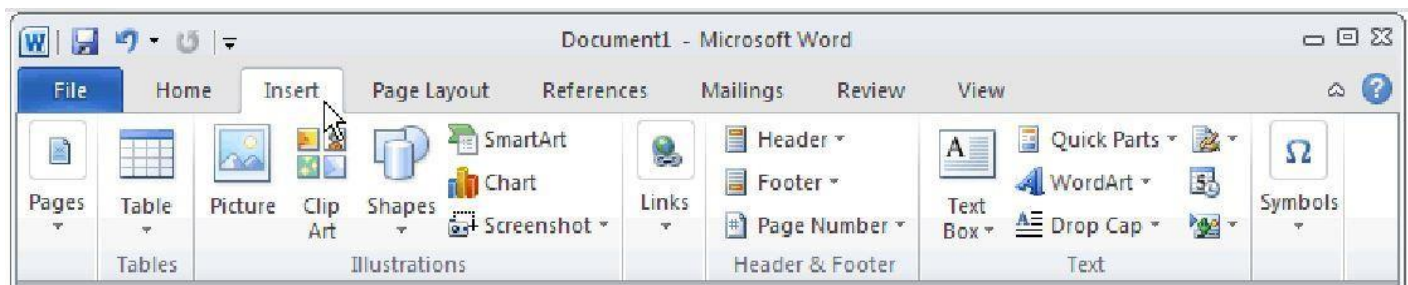 W Document1 - Microsoft Word
File Home Insert Page Layout References Mailings Review View ?
SmartArt Header Quick Parts
A Ω
Chart Footer WordArt 5
Pages Table Picture Clip Art Shapes Links Text Box Symbols
Screenshot # Page Number A Drop Cap
Tables Illustrations Header & Footer Text